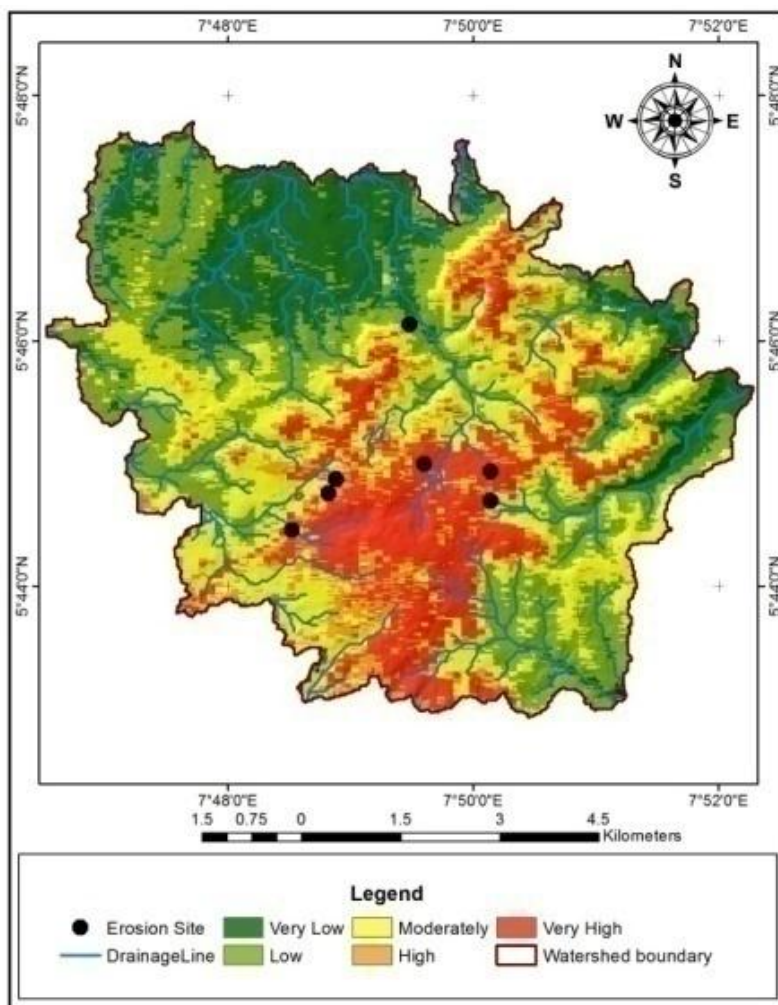 7°48'0"E 7°50'0"E 7°52'0"E
N
W E
S
5°48'0"N 5°48'0"N
5°46'0"N 5°46'0"N
5°44'0"N 5°44'0"N
7°48'0"E 7°50'0"E 7°52'0"E
1.5 0.75 0 1.5 3 4.5
Kilometers
Legend
Erosion Site Very Low Moderately Very High
DrainageLine Low High Watershed boundary